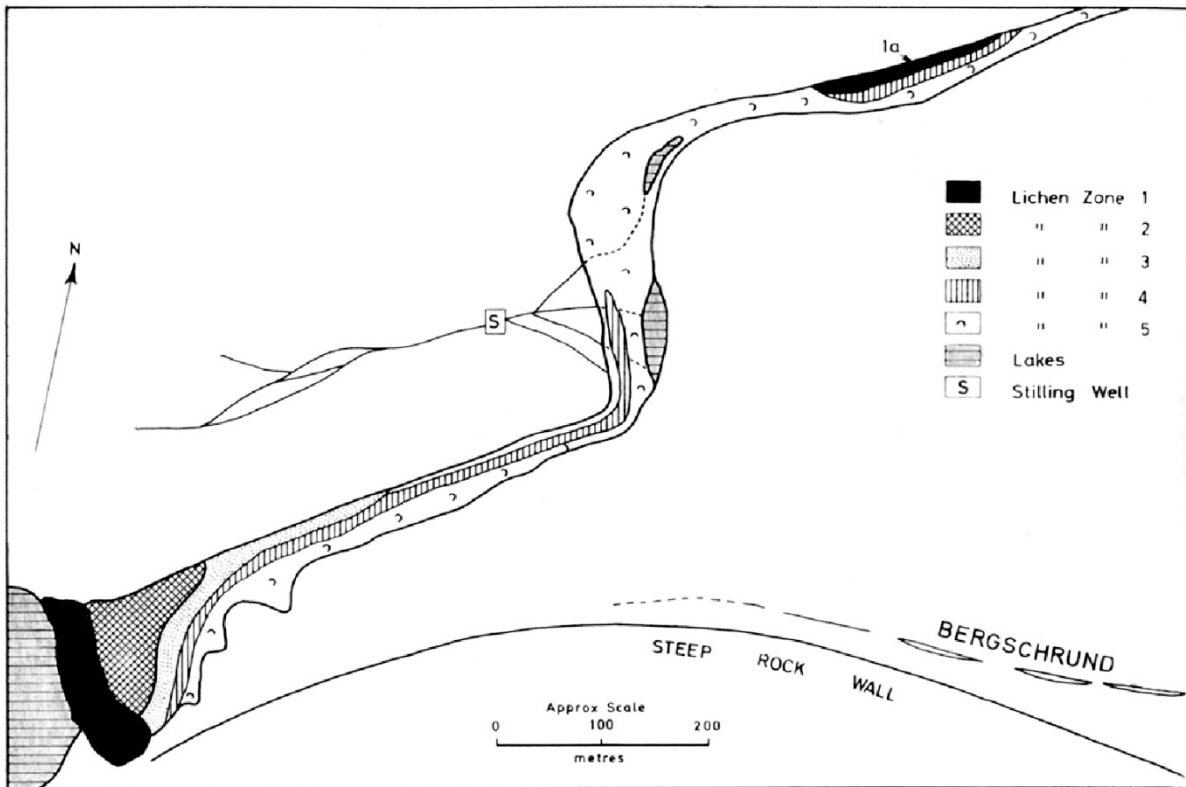 1a
N
Lichen Zone 1
" " 2
" " 3
" " 4
" " 5
Lakes
S Stilling Well
S
BERGSCHRUND
STEEP ROCK WALL
Approx Scale
0 100 200
metres